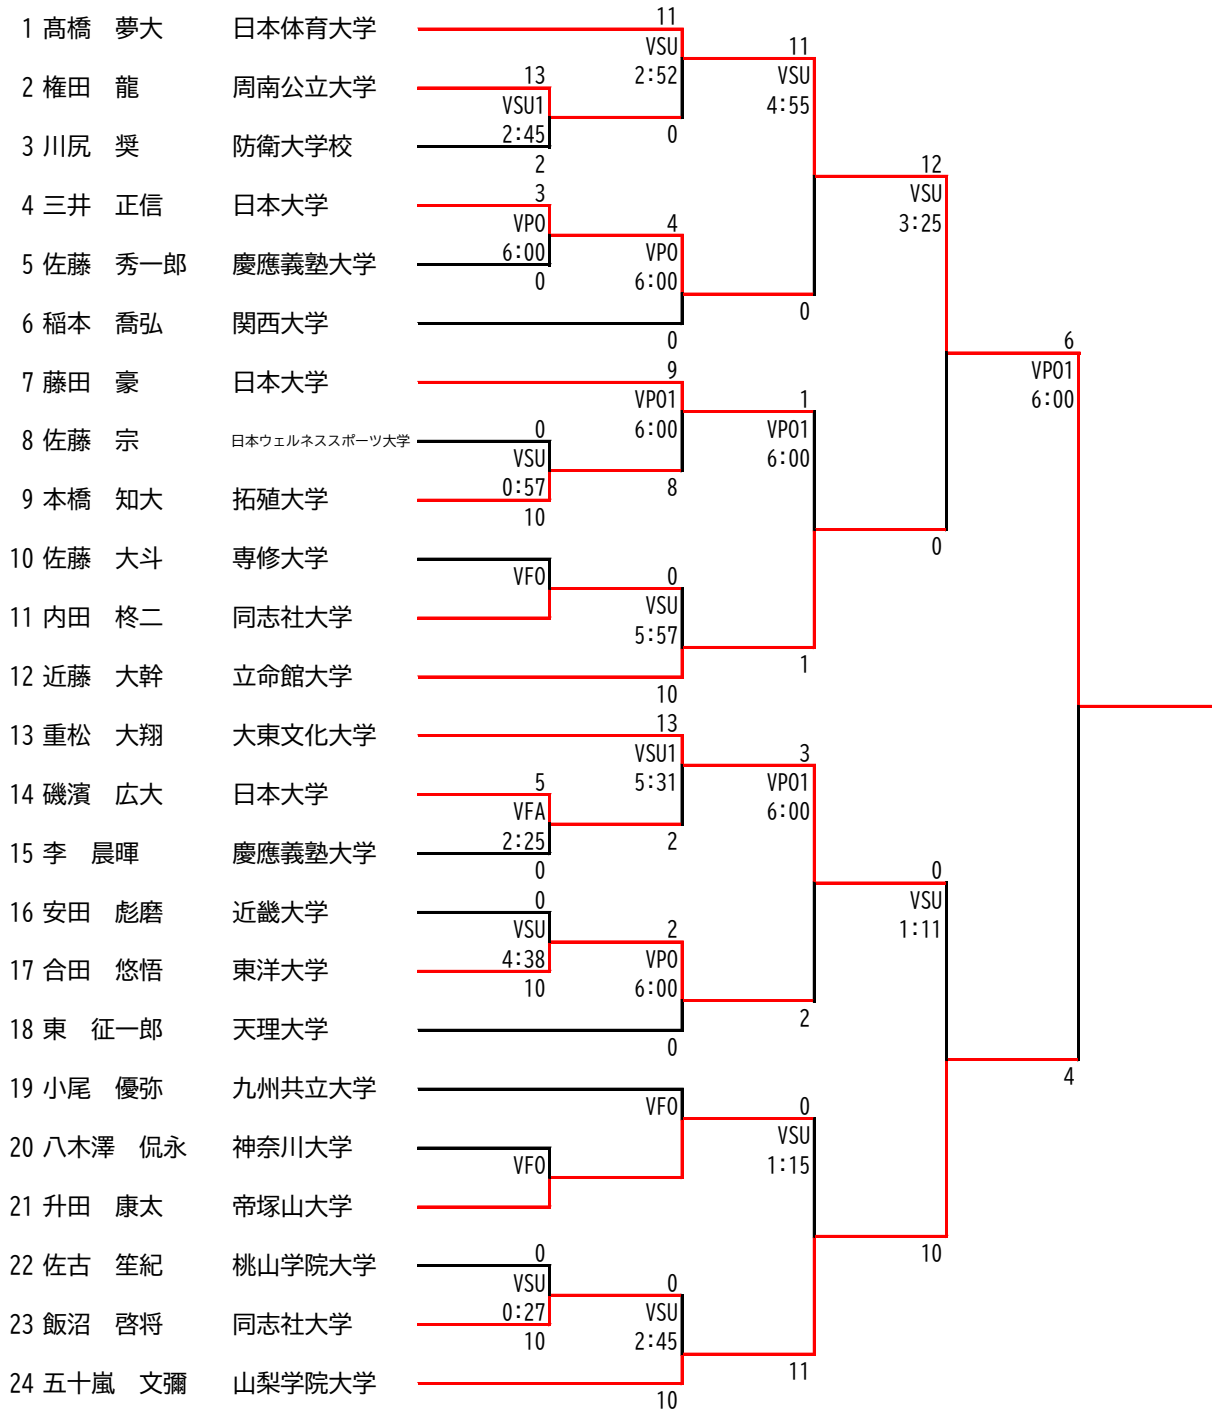 1 髙橋　夢大 日本体育大学
2 権田　龍 周南公立大学
3 川尻　奨 防衛大学校
4 三井　正信 日本大学
5 佐藤　秀一郎 慶應義塾大学
6 稲本　喬弘 関西大学
7 藤田　豪 日本大学
8 佐藤　宗 日本ウェルネススポーツ大学
9 本橋　知大 拓殖大学
10 佐藤　大斗 専修大学
11 内田　柊二 同志社大学
12 近藤　大幹 立命館大学
13 重松　大翔 大東文化大学
14 磯濱　広大 日本大学
15 李　晨暉 慶應義塾大学
16 安田　彪磨 近畿大学
17 合田　悠悟 東洋大学
18 東　征一郎 天理大学
19 小尾　優弥 九州共立大学
20 八木澤　侃永 神奈川大学
21 升田　康太 帝塚山大学
22 佐古　笙紀 桃山学院大学
23 飯沼　啓将 同志社大学
24 五十嵐　文彌 山梨学院大学
13
VSU1
2:45
2
3
VPO
6:00
0
0
VSU
0:57
10
VFO
5
VFA
2:25
0
0
VSU
4:38
10
VFO
0
VSU
0:27
10
11
VSU
2:52
0
4
VPO
6:00
0
9
VPO1
6:00
8
0
VSU
5:57
10
13
VSU1
5:31
2
2
VPO
6:00
0
VFO
0
VSU
2:45
10
11
VSU
4:55
0
1
VPO1
6:00
1
3
VPO1
6:00
2
0
VSU
1:15
11
12
VSU
3:25
0
0
VSU
1:11
10
6
VPO1
6:00
4